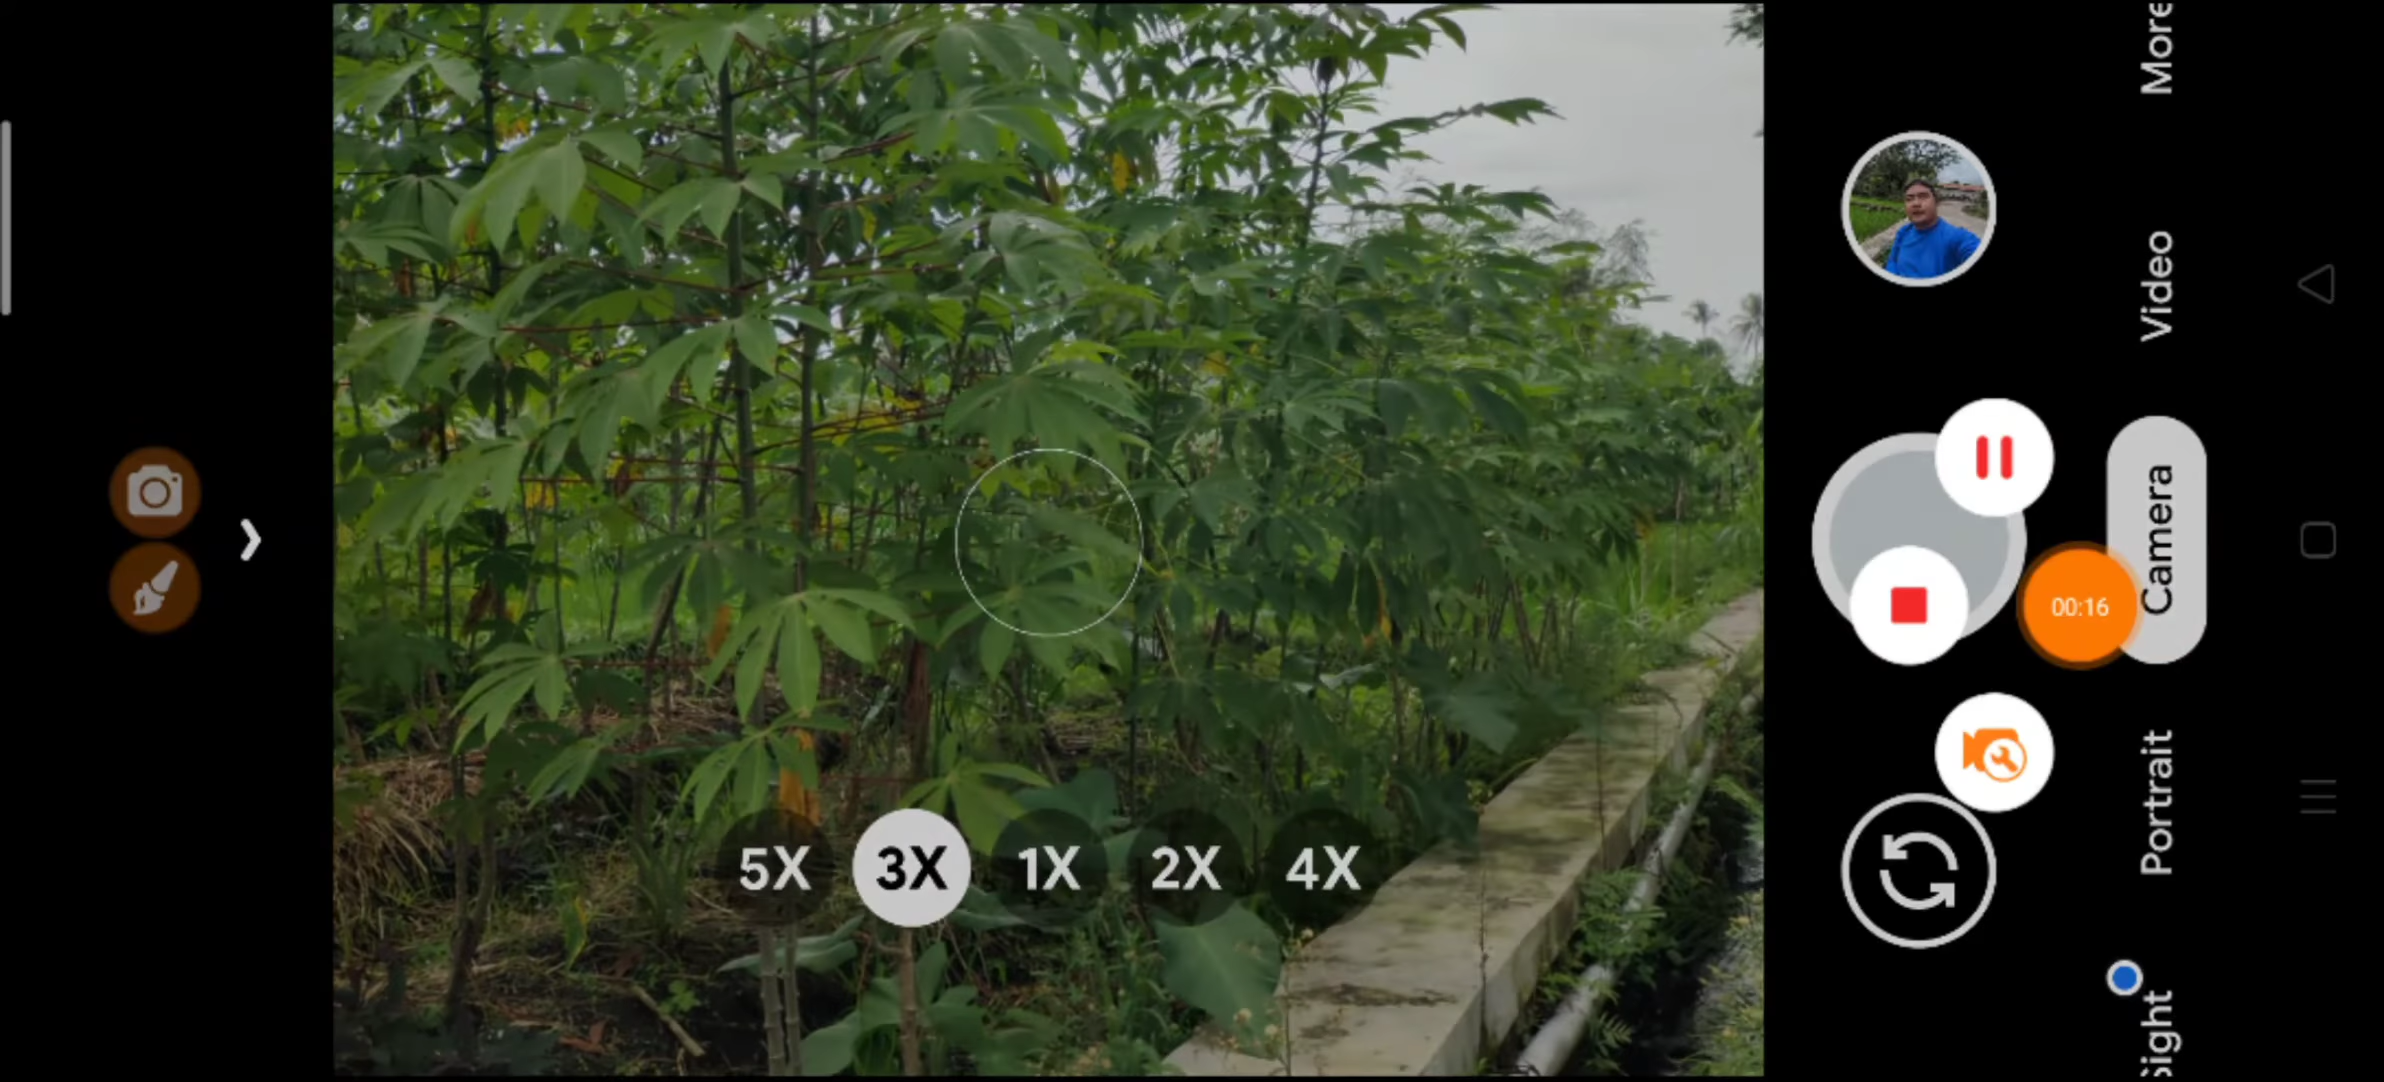 5X
3X
1X
2X
4X
00:16
More
Video
Camera
Portrait
Sight